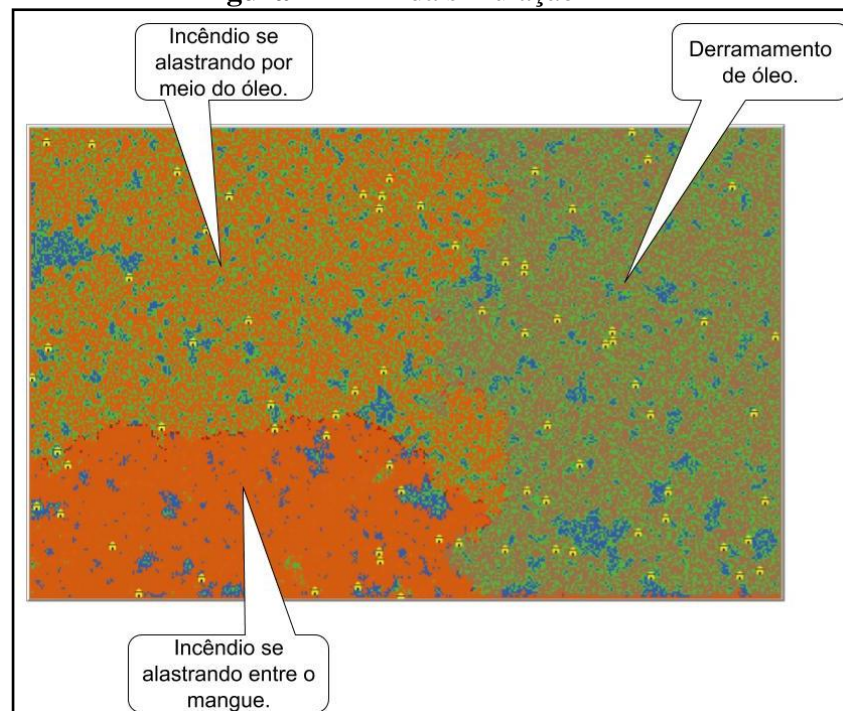 Incêndio se
alastrando por
meio do óleo.
Derramamento
de óleo.
Incêndio se
alastrando entre o
mangue.